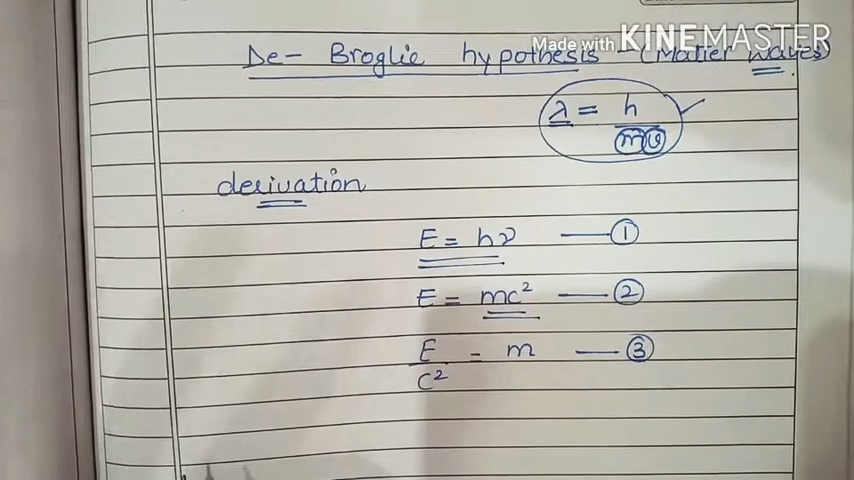 Made with KINEMASTER
De- Broglie hypothesis - (Matter waves)
λ = h
mv
derivation
E = hν — ①
E = mc² — ②
E = m — ③
c²